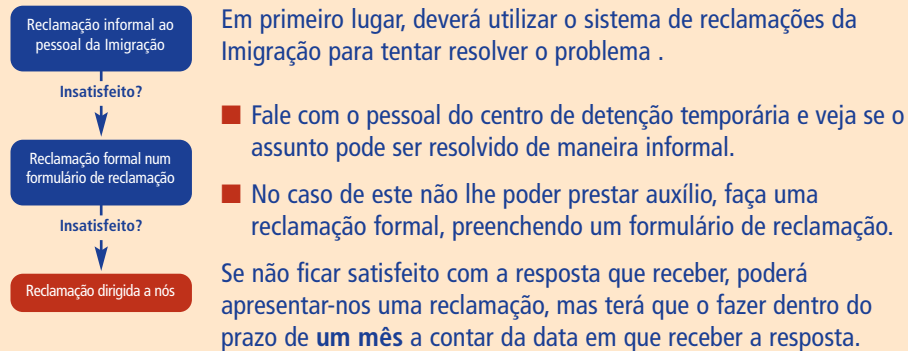 Reclamação informal ao
pessoal da Imigração
Insatisfeito?
Reclamação formal num
formulário de reclamação
Insatisfeito?
Reclamação dirigida a nós
Em primeiro lugar, deverá utilizar o sistema de reclamações da
Imigração para tentar resolver o problema .
■ Fale com o pessoal do centro de detenção temporária e veja se o
assunto pode ser resolvido de maneira informal.
■ No caso de este não lhe poder prestar auxílio, faça uma
reclamação formal, preenchendo um formulário de reclamação.
Se não ficar satisfeito com a resposta que receber, poderá
apresentar-nos uma reclamação, mas terá que o fazer dentro do
prazo de um mês a contar da data em que receber a resposta.